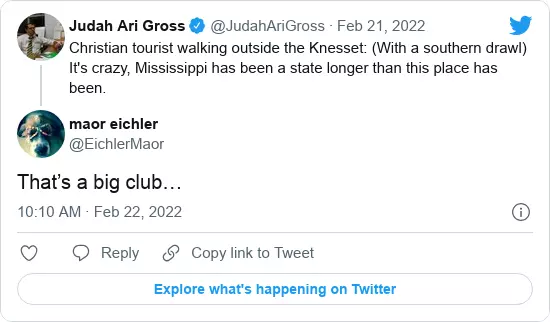 Judah Ari Gross @JudahAriGross · Feb 21, 2022
Christian tourist walking outside the Knesset: (With a southern drawl)
It's crazy, Mississippi has been a state longer than this place has
been.
maor eichler
@EichlerMaor
That’s a big club…
10:10 AM · Feb 22, 2022
Reply
Copy link to Tweet
Explore what's happening on Twitter